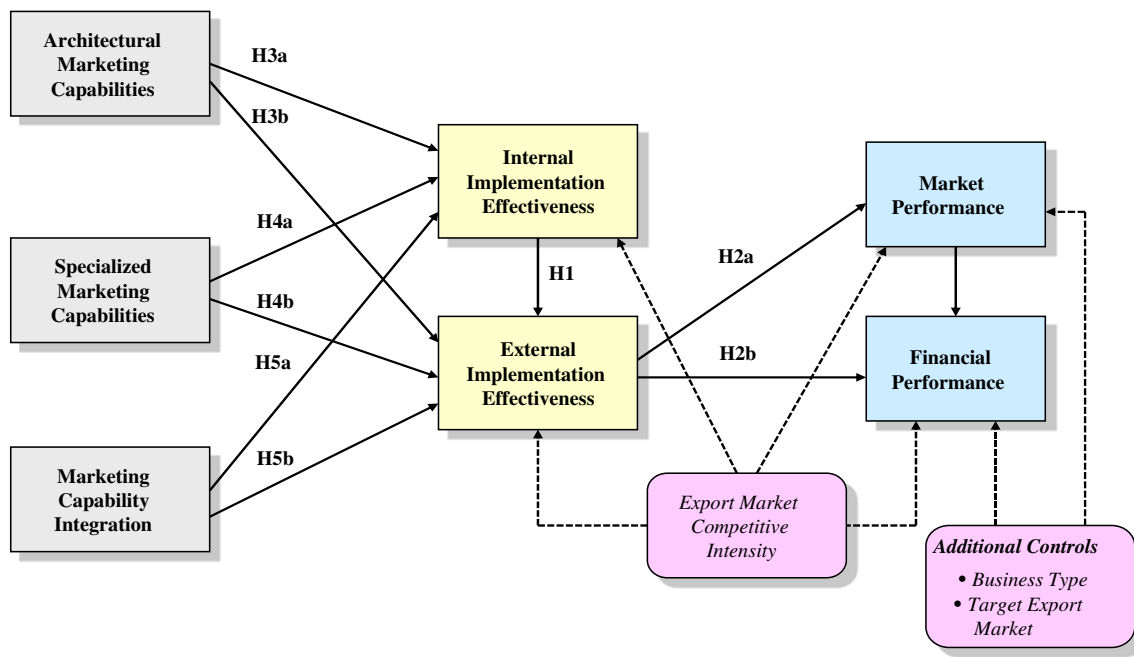 Architectural
Marketing
Capabilities
H3a
H3b
Internal
Implementation
Effectiveness
Market
Performance
H4a
Specialized
Marketing
Capabilities
H1
H2a
H4b
H5a
External
Implementation
Effectiveness
H2b
Financial
Performance
H5b
Marketing
Capability
Integration
Export Market
Competitive
Intensity
Additional Controls
• Business Type
• Target Export
Market